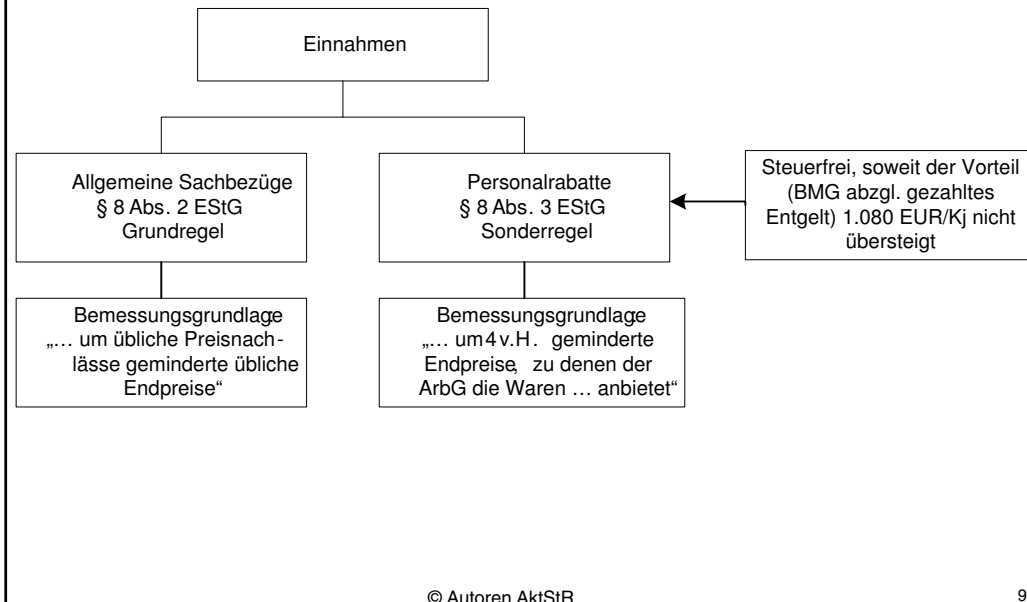 Einnahmen
Allgemeine Sachbezüge
§ 8 Abs. 2 EStG
Grundregel
Personalrabatte
§ 8 Abs. 3 EStG
Sonderregel
Steuerfrei, soweit der Vorteil
(BMG abzgl. gezahltes
Entgelt) 1.080 EUR/Kj nicht
übersteigt
Bemessungsgrundlage
„… um übliche Preisnach-
lässe geminderte übliche
Endpreise“
Bemessungsgrundlage
„… um 4 v.H. geminderte
Endpreise, zu denen der
ArbG die Waren … anbietet“
© Autoren AktStR
9